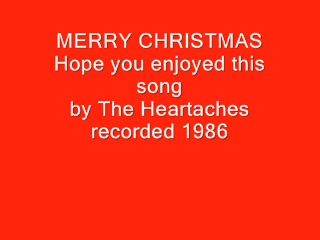 MERRY CHRISTMAS
Hope you enjoyed this
song
by The Heartaches
recorded 1986